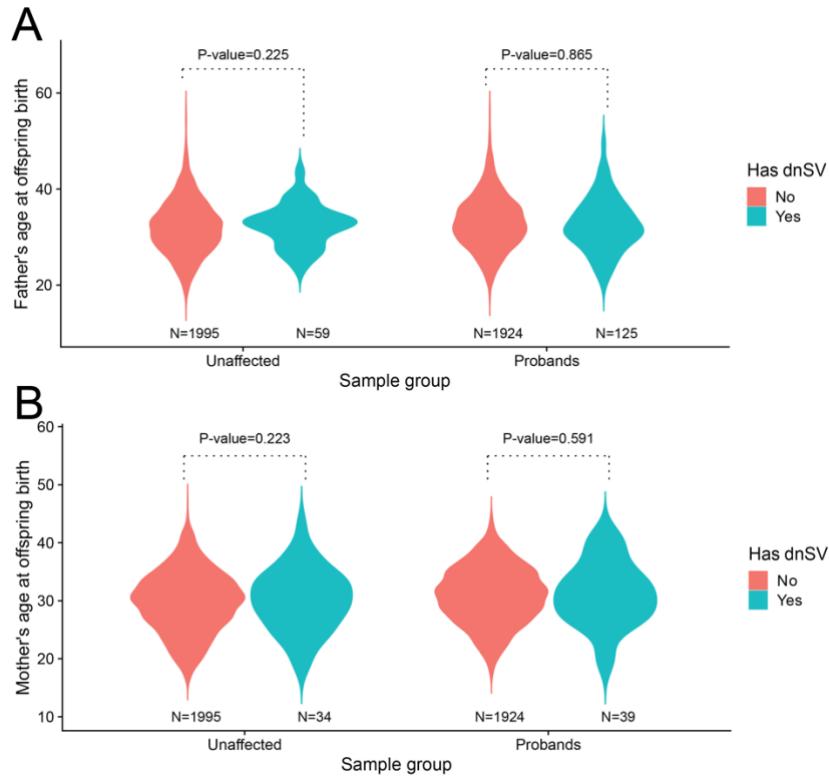 A
P-value=0.225
P-value=0.865
60
40
20
Father's age at offspring birth
N=1995
N=59
N=1924
N=125
Unaffected
Probands
Sample group
Has dnSV
No
Yes
B
60
50
40
30
20
10
P-value=0.223
P-value=0.591
Mother's age at offspring birth
N=1995
N=34
N=1924
N=39
Unaffected
Probands
Sample group
Has dnSV
No
Yes